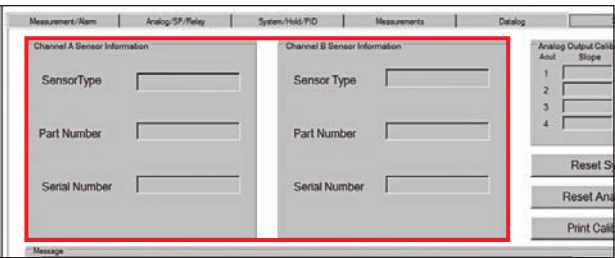 Measurement/Alarm Analog/SP/Relay System/Hold/PID Measurements Datalog
Channel A Sensor Information Channel B Sensor Information Analog Output Calib
Aout Slope
SensorType Sensor Type
1
2
3
4
Part Number Part Number
Reset Sy
Serial Number Serial Number
Reset Ana
Print Calib
Message